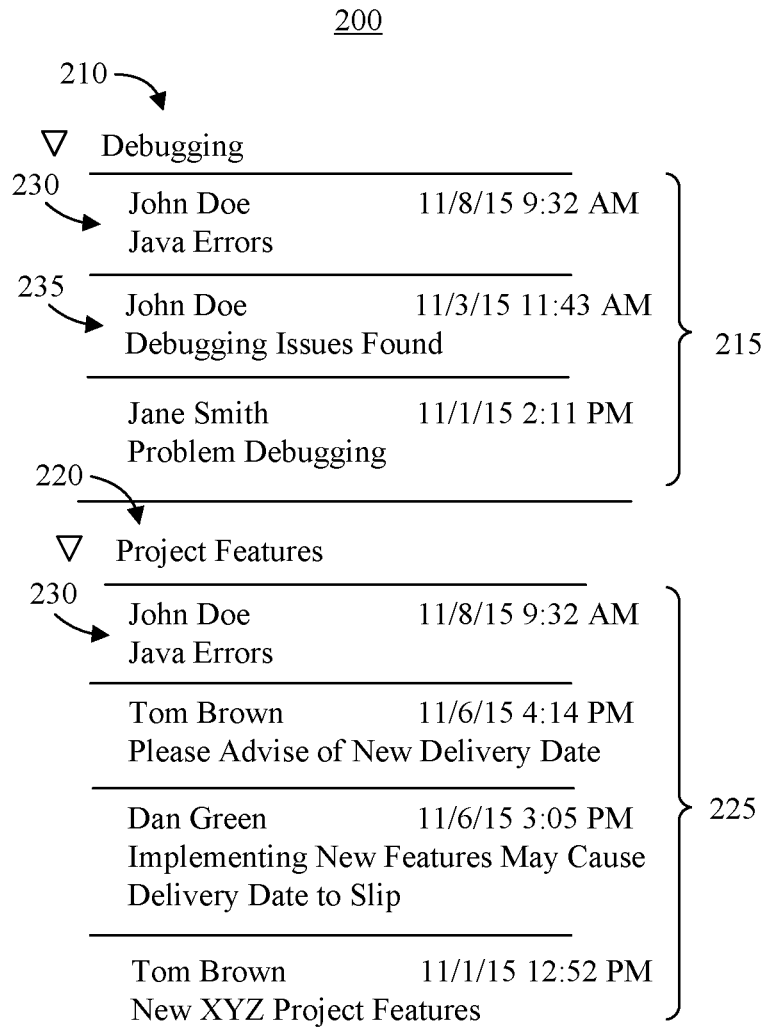 200
210
Debugging
230
John Doe 11/8/15 9:32 AM
Java Errors
235
John Doe 11/3/15 11:43 AM
Debugging Issues Found
215
Jane Smith 11/1/15 2:11 PM
Problem Debugging
220
Project Features
230
John Doe 11/8/15 9:32 AM
Java Errors
Tom Brown 11/6/15 4:14 PM
Please Advise of New Delivery Date
Dan Green 11/6/15 3:05 PM
225
Implementing New Features May Cause
Delivery Date to Slip
Tom Brown 11/1/15 12:52 PM
New XYZ Project Features